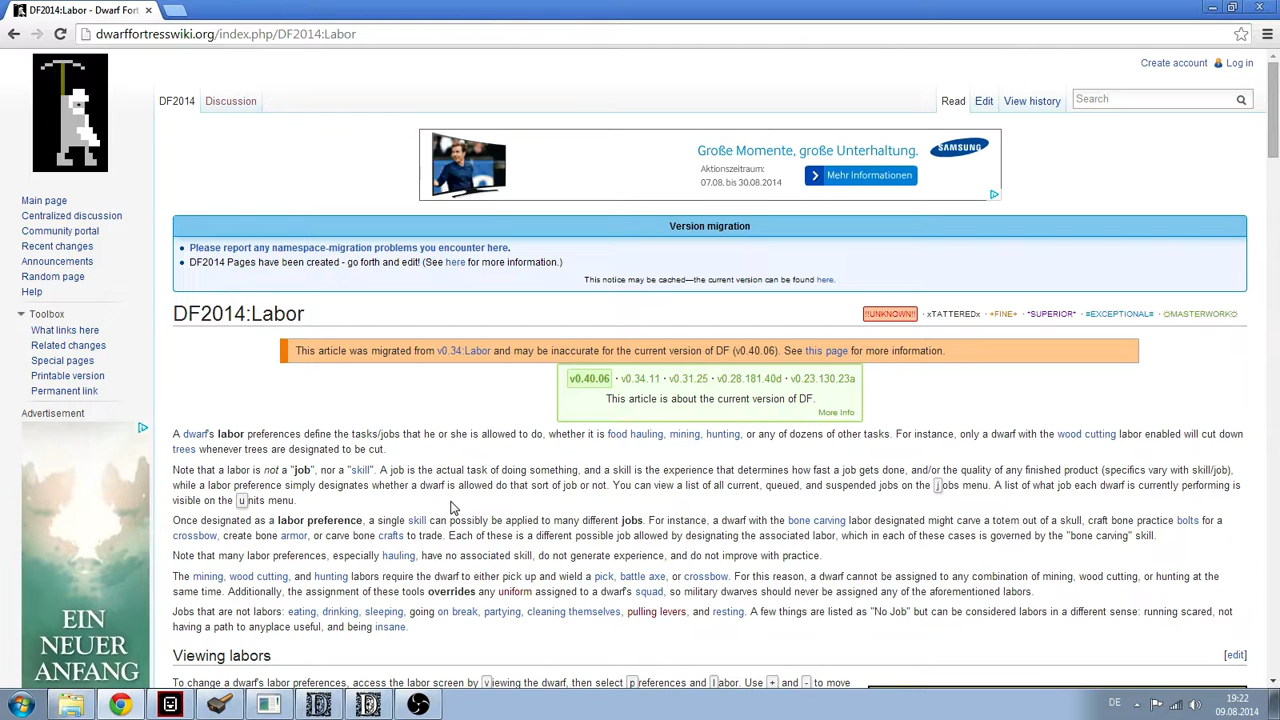 DF2014:Labor - Dwarf Fort
dwarffortresswiki.org/index.php/DF2014:Labor
Create account Log in
DF2014 Discussion Read Edit View history Search
Große Momente, große Unterhaltung. SAMSUNG
Aktionszeitraum:
07.08. bis 30.08.2014
Mehr Informationen
Main page
Centralized discussion
Community portal
Recent changes
Announcements
Random page
Help
Toolbox
What links here
Related changes
Special pages
Printable version
Permanent link
Advertisement
EIN
NEUER
ANFANG
Version migration
Please report any namespace-migration problems you encounter here.
DF2014 Pages have been created - go forth and edit! (See here for more information.)
This notice may be cached—the current version can be found here.
DF2014:Labor
!!UNKNOWN!! · xTATTEREDx · +FINE+ · *SUPERIOR* · ≡EXCEPTIONAL≡ · ☼MASTERWORK☼
This article was migrated from v0.34:Labor and may be inaccurate for the current version of DF (v0.40.06). See this page for more information.
v0.40.06 · v0.34.11 · v0.31.25 · v0.28.181.40d · v0.23.130.23a
This article is about the current version of DF.
More Info
A dwarf's labor preferences define the tasks/jobs that he or she is allowed to do, whether it is food hauling, mining, hunting, or any of dozens of other tasks. For instance, only a dwarf with the wood cutting labor enabled will cut down
trees whenever trees are designated to be cut.
Note that a labor is not a "job", nor a "skill". A job is the actual task of doing something, and a skill is the experience that determines how fast a job gets done, and/or the quality of any finished product (specifics vary with skill/job),
while a labor preference simply designates whether a dwarf is allowed do that sort of job or not. You can view a list of all current, queued, and suspended jobs on the jobs menu. A list of what job each dwarf is currently performing is
visible on the units menu.
Once designated as a labor preference, a single skill can possibly be applied to many different jobs. For instance, a dwarf with the bone carving labor designated might carve a totem out of a skull, craft bone practice bolts for a
crossbow, create bone armor, or carve bone crafts to trade. Each of these is a different possible job allowed by designating the associated labor, which in each of these cases is governed by the "bone carving" skill.
Note that many labor preferences, especially hauling, have no associated skill, do not generate experience, and do not improve with practice.
The mining, wood cutting, and hunting labors require the dwarf to either pick up and wield a pick, battle axe, or crossbow. For this reason, a dwarf cannot be assigned to any combination of mining, wood cutting, or hunting at the
same time. Additionally, the assignment of these tools overrides any uniform assigned to a dwarf's squad, so military dwarves should never be assigned any of the aforementioned labors.
Jobs that are not labors: eating, drinking, sleeping, going on break, partying, cleaning themselves, pulling levers, and resting. A few things are listed as "No Job" but can be considered labors in a different sense: running scared, not
having a path to anyplace useful, and being insane.
Viewing labors [edit]
To change a dwarf's labor preferences, access the labor screen by viewing the dwarf, then select preferences and labor. Use + and - to move
DE 19:22
09.08.2014